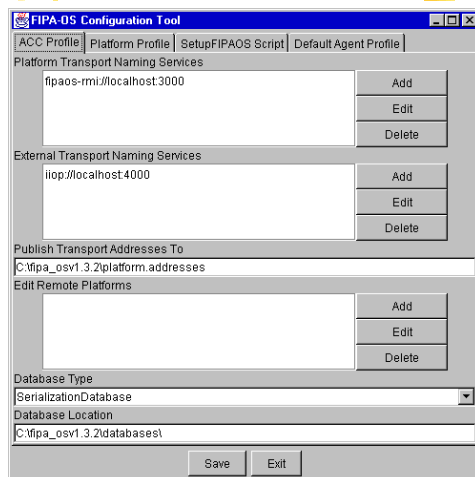 FIPA-OS Configuration Tool
ACC Profile Platform Profile SetupFIPAOS Script Default Agent Profile
Platform Transport Naming Services
fipaos-rmi://localhost:3000
Add
Edit
Delete
External Transport Naming Services
iiop://localhost:4000
Add
Edit
Delete
Publish Transport Addresses To
C:\fipa_osv1.3.2\platform.addresses
Edit Remote Platforms
Add
Edit
Delete
Database Type
SerializationDatabase
Database Location
C:\fipa_osv1.3.2\databases\
Save Exit